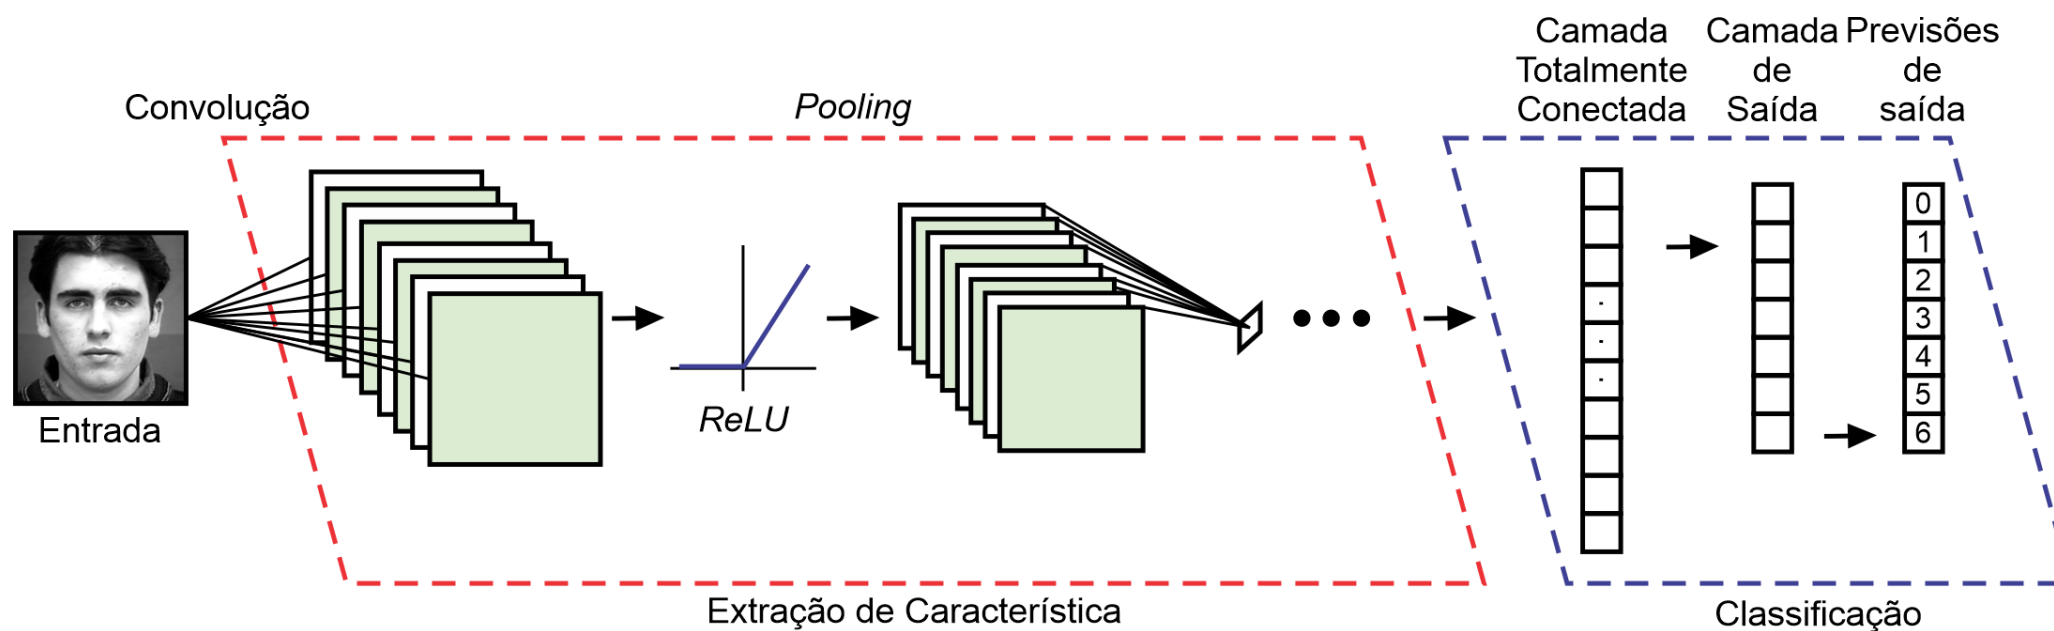 Convolução
Pooling
Camada
Totalmente
Conectada
Camada
de
Saída
Previsões
de
saída
Entrada
ReLU
0
1
2
3
4
5
6
Extração de Característica
Classificação